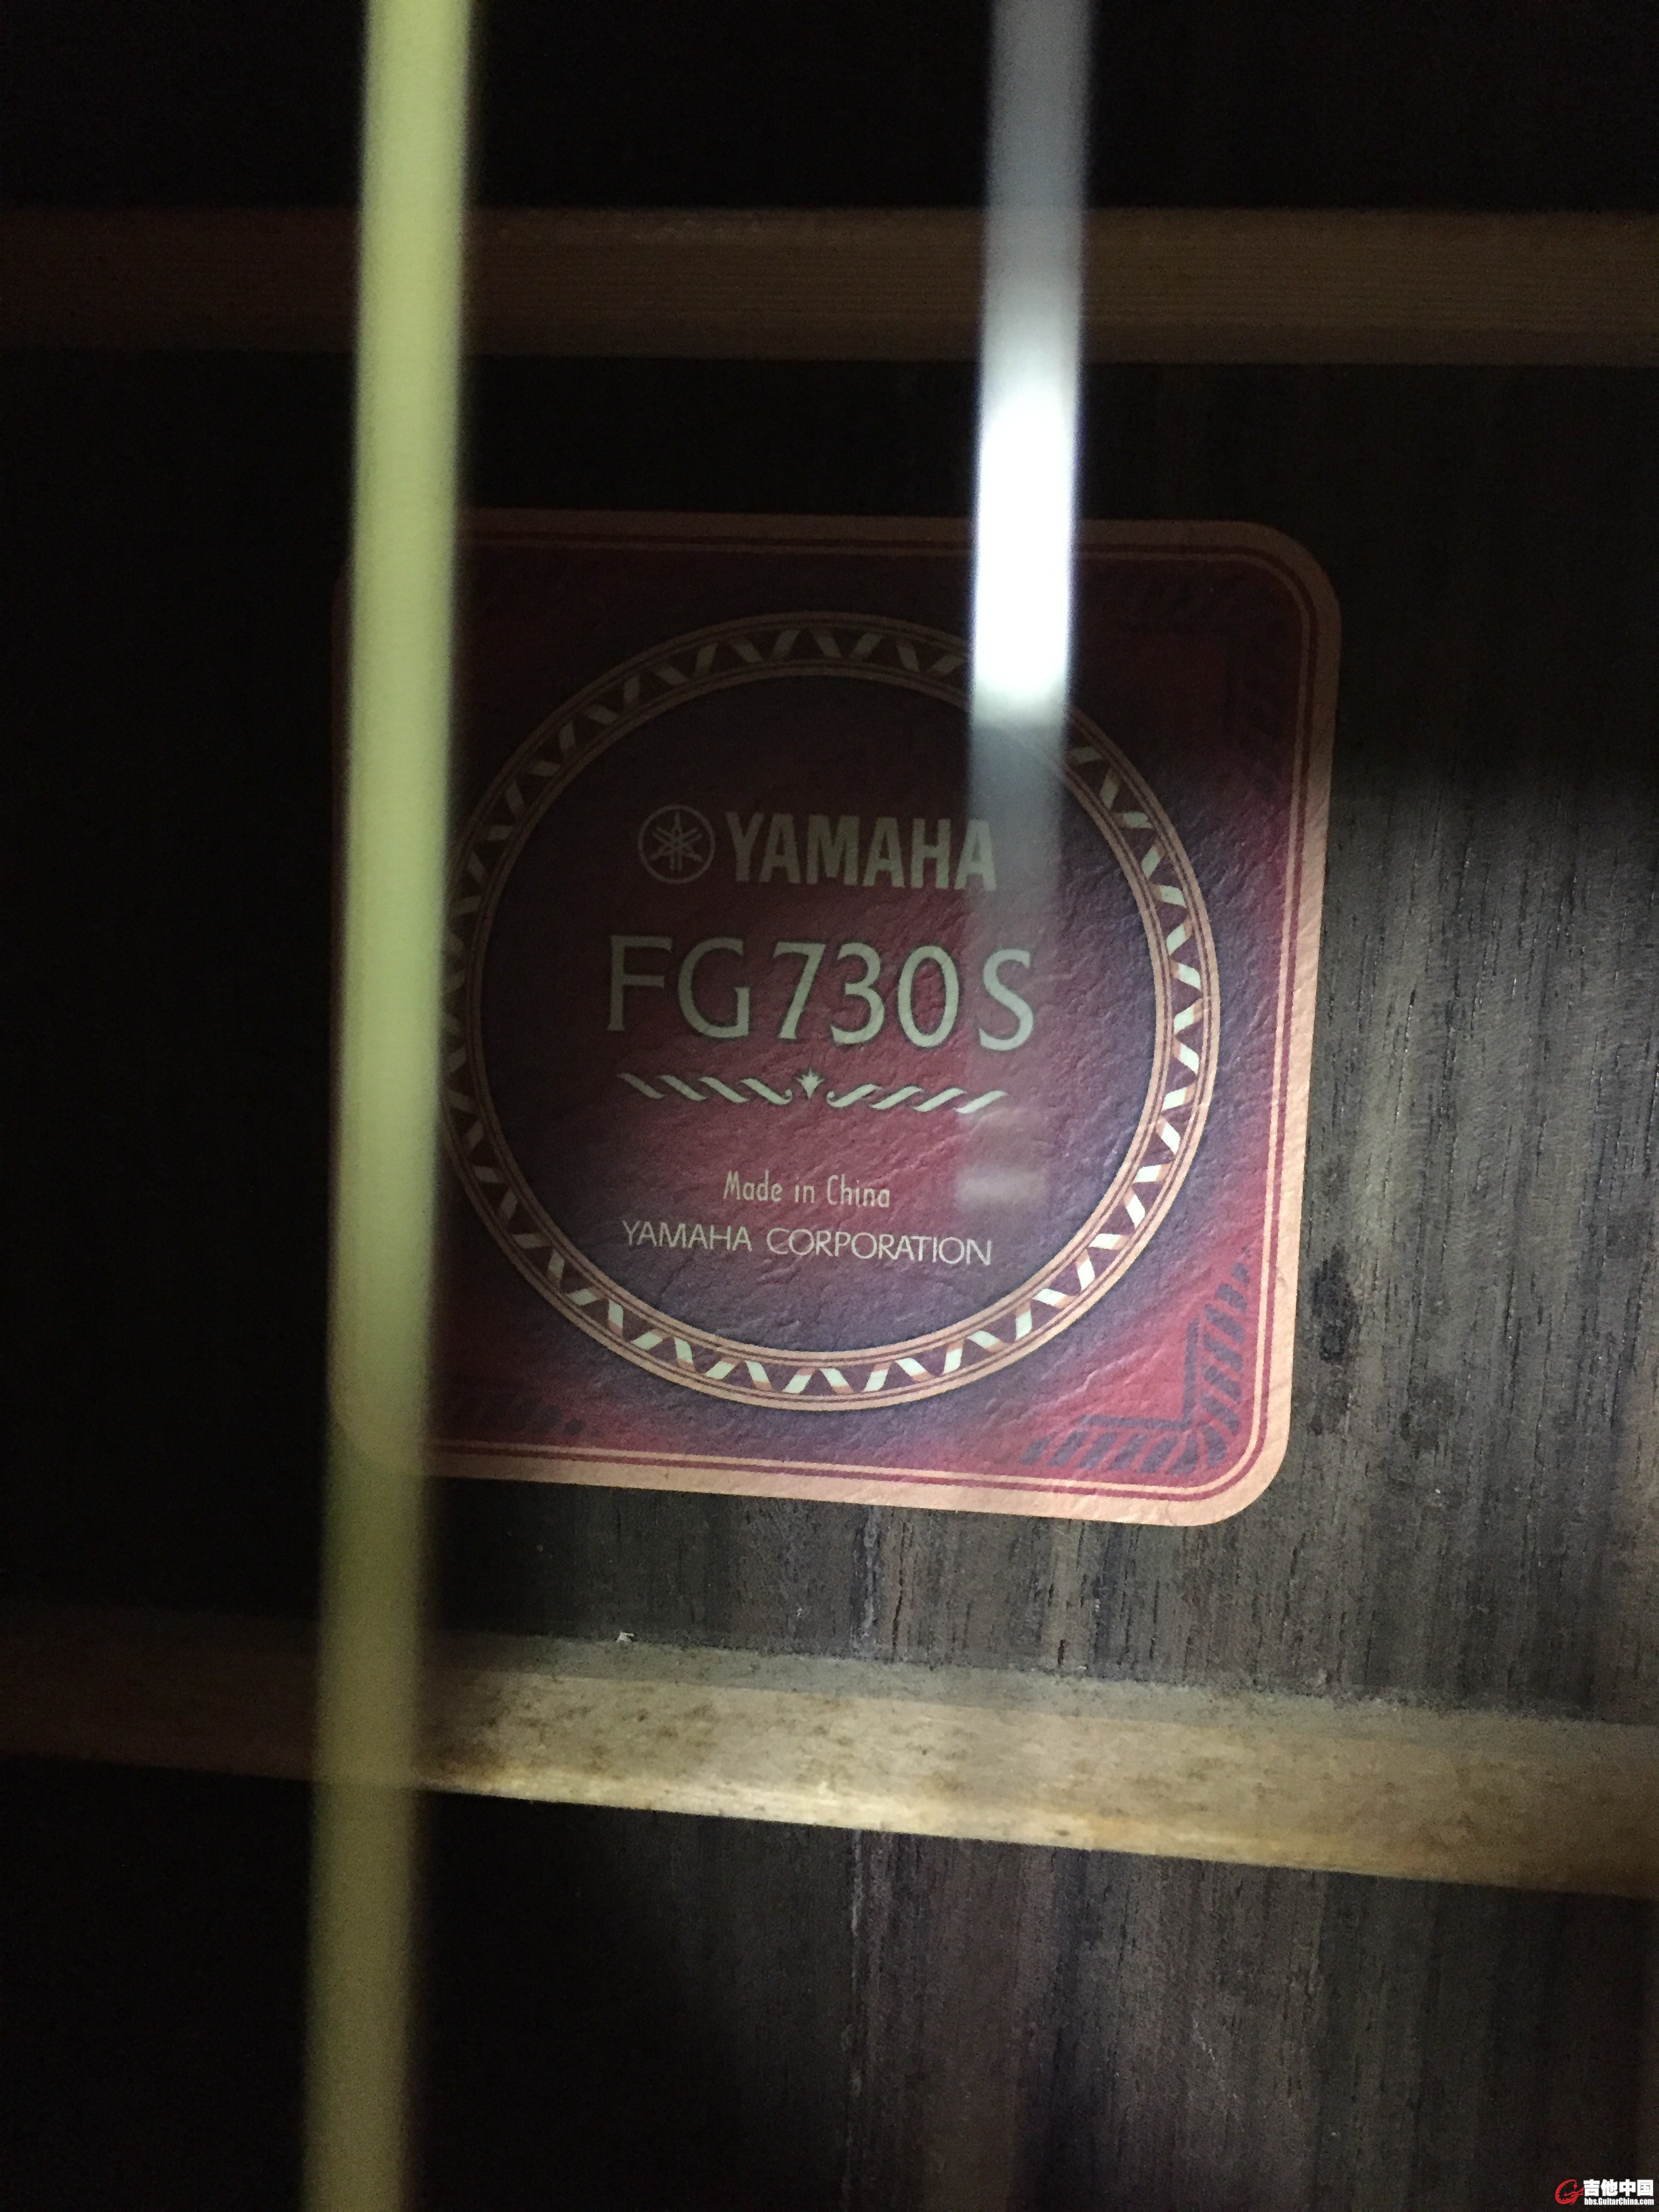 YAMAHA
FG730S
Made in China
YAMAHA CORPORATION
吉他中国
bbs.GuitarChina.com